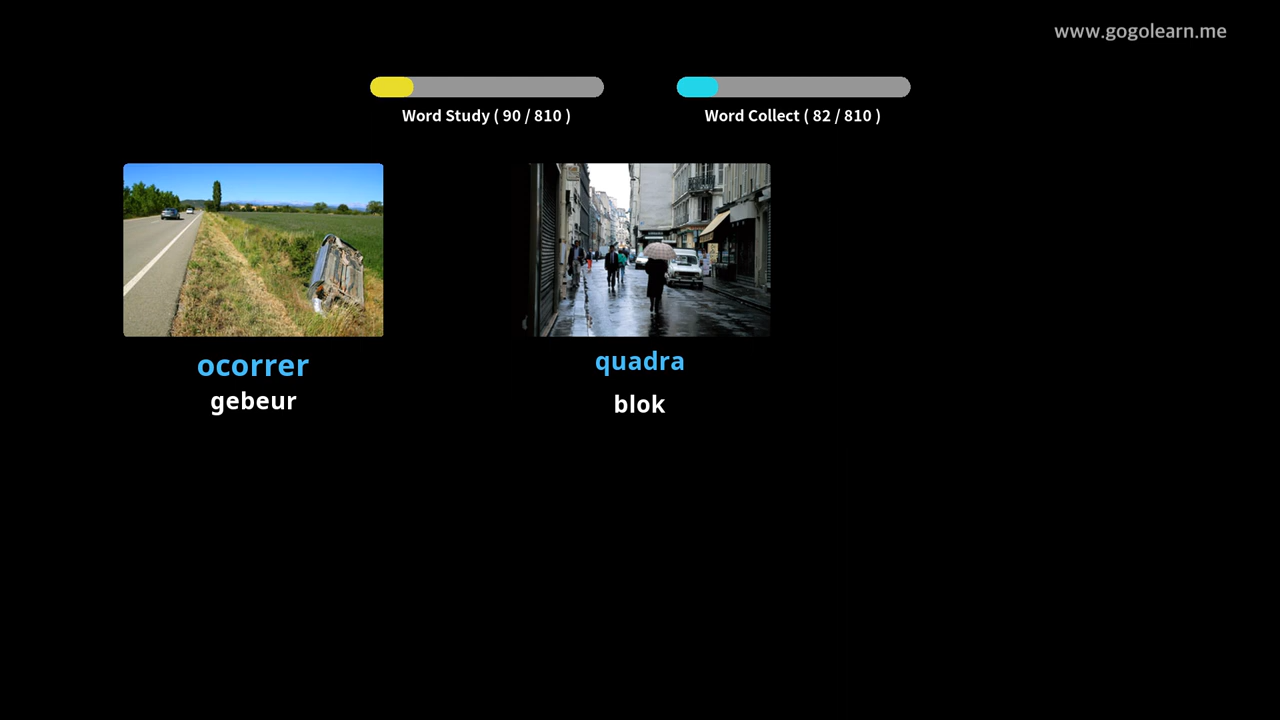 www.gogolearn.me
Word Study ( 90 / 810 )
Word Collect ( 82 / 810 )
ocorrer
gebeur
quadra
blok